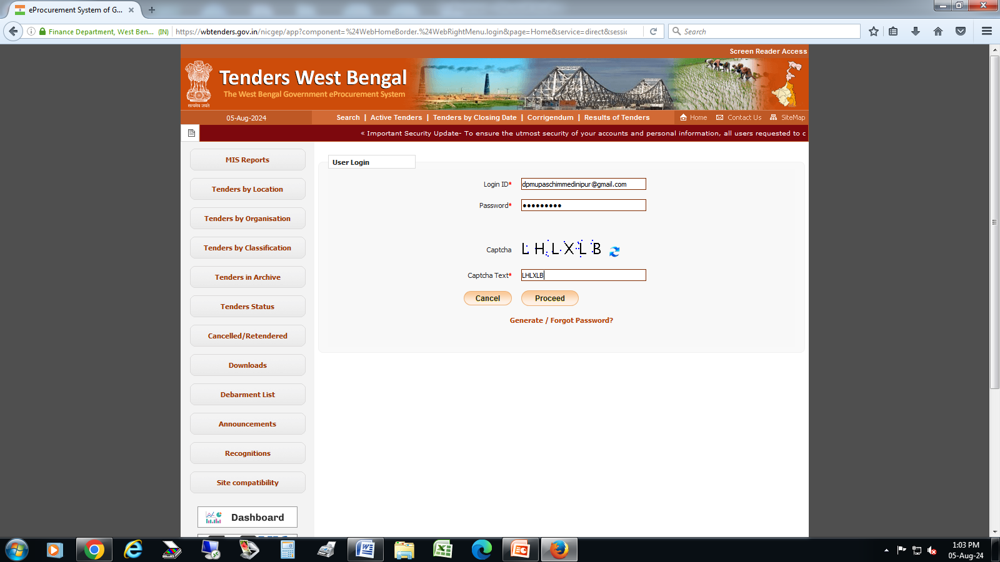 eProcurement System of G...
Finance Department, West Ben... (IN)
https://wbtenders.gov.in/nicgep/app?component=%24WebHomeBorder.%24WebRightMenu.login&page=Home&service=direct&sessic
Search
Screen Reader Access
Tenders West Bengal
The West Bengal Government eProcurement System
सत्यमेव जयते
05-Aug-2024
Search | Active Tenders | Tenders by Closing Date | Corrigendum | Results of Tenders
Home Contact Us SiteMap
« Important Security Update- To ensure the utmost security of your accounts and personal information, all users requested to c
MIS Reports
Tenders by Location
Tenders by Organisation
Tenders by Classification
Tenders in Archive
Tenders Status
Cancelled/Retendered
Downloads
Debarment List
Announcements
Recognitions
Site compatibility
Dashboard
User Login
Login ID* dpmupaschimmedinipur@gmail.com
Password* •••••••••
Captcha LHLXLB
Captcha Text* LHLXLB
Cancel Proceed
Generate / Forgot Password?
1:03 PM
05-Aug-24